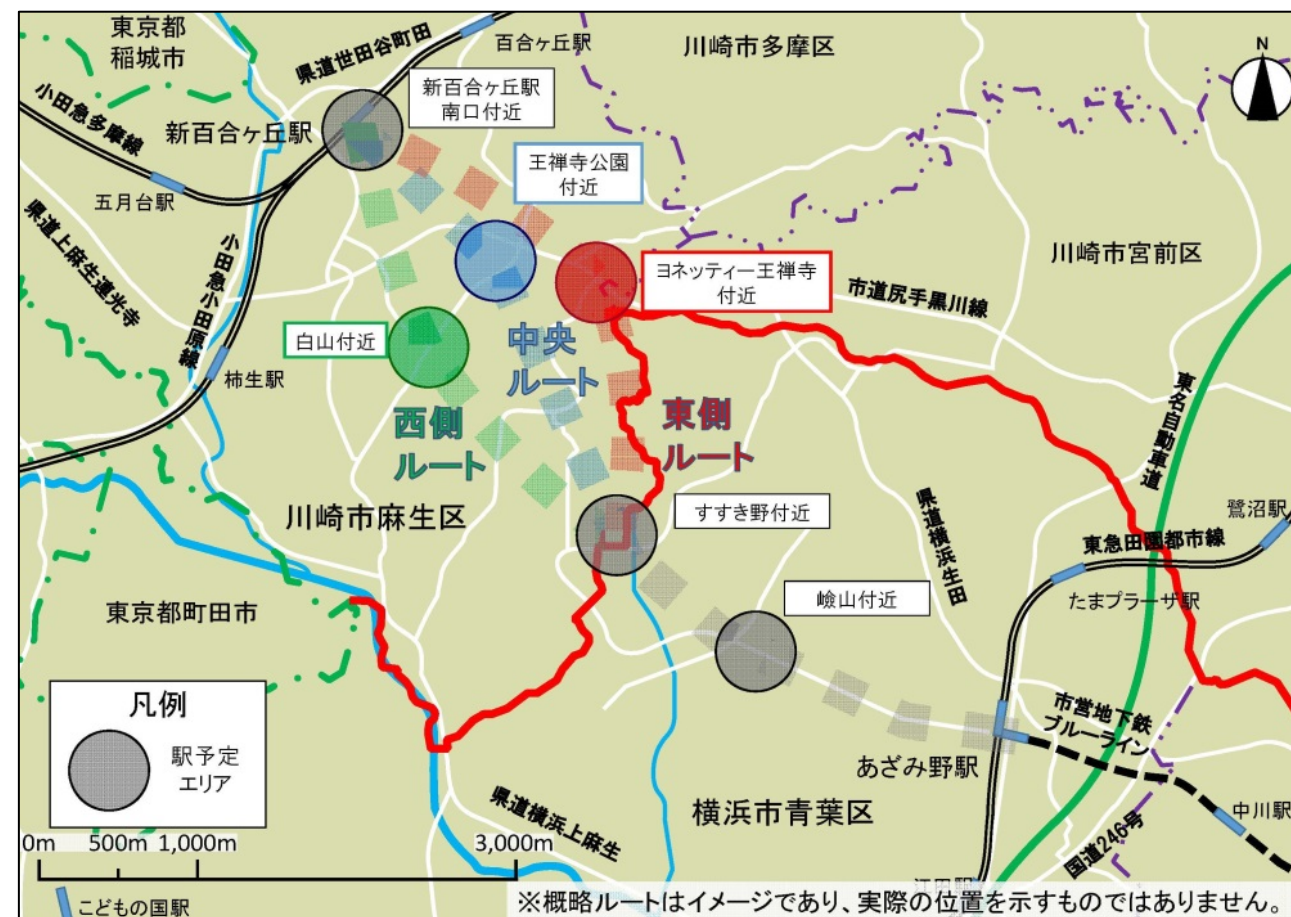 東京都
稲城市
県道世田谷町田
百合ヶ丘駅
川崎市多摩区
N
小田急多摩線
新百合ヶ丘駅
新百合ヶ丘駅
南口付近
王禅寺公園
付近
五月台駅
県道上麻生連光寺
小田急小田原線
ヨネッティー王禅寺
付近
川崎市宮前区
市道尻手黒川線
白山付近
中央
ルート
柿生駅
西側
ルート
東側
ルート
東名自動車道
県道横浜生田
鷺沼駅
東急田園都市線
川崎市麻生区
すすき野付近
たまプラーザ駅
東京都町田市
嶮山付近
凡例
駅予定
エリア
市営地下鉄
ブルーライン
あざみ野駅
横浜市青葉区
中川駅
県道横浜上麻生
国道246号
0m
500m
1,000m
3,000m
江田駅
こどもの国駅
※概略ルートはイメージであり、実際の位置を示すものではありません。